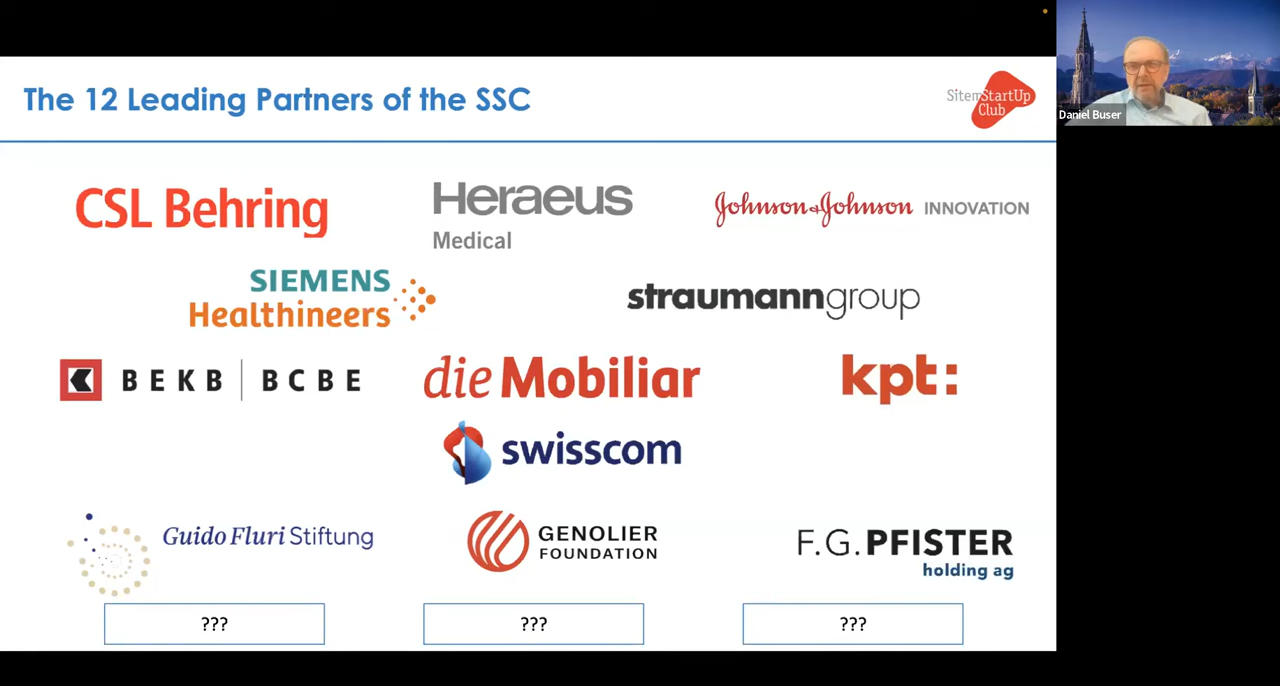 The 12 Leading Partners of the SSC
SitemStartUp
Club
Daniel Buser
CSL Behring
Heraeus
Medical
Johnson+Johnson INNOVATION
SIEMENS
Healthineers
straumanngroup
BEKB | BCBE
die Mobiliar
kpt:
swisscom
Guido Fluri Stiftung
GENOLIER
FOUNDATION
F.G. PFISTER
holding ag
???
???
???